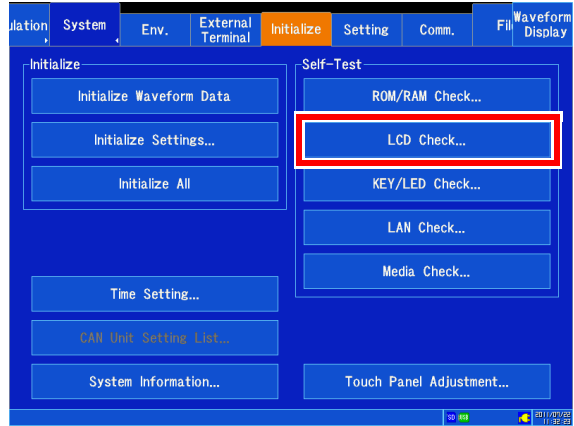 ulation
System
Env.
External
Terminal
Initialize
Setting
Comm.
Fil
Waveform
Display
Initialize
Initialize Waveform Data
Initialize Settings...
Initialize All
Time Setting...
CAN Unit Setting List...
System Information...
Self-Test
ROM/RAM Check...
LCD Check...
KEY/LED Check...
LAN Check...
Media Check...
Touch Panel Adjustment...
SD
USB
2011/07/22
11:32:23